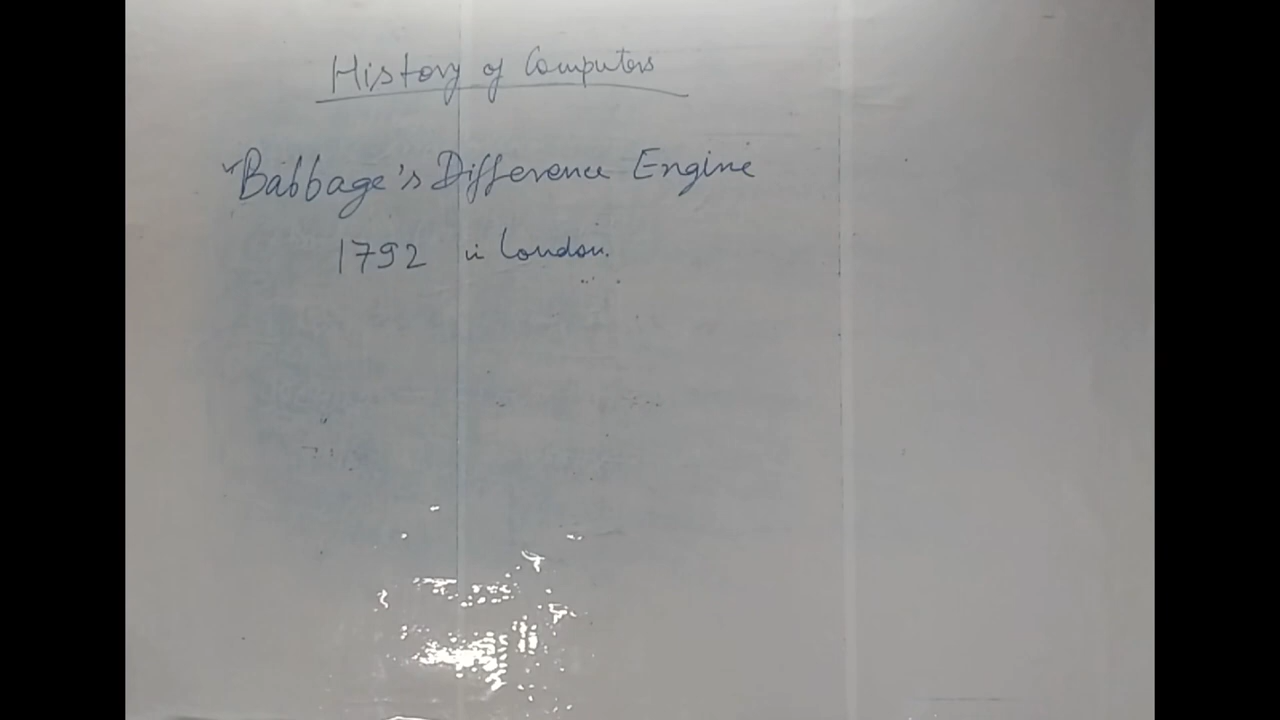 History of Computers
Babbage's Difference Engine
1792 in London.